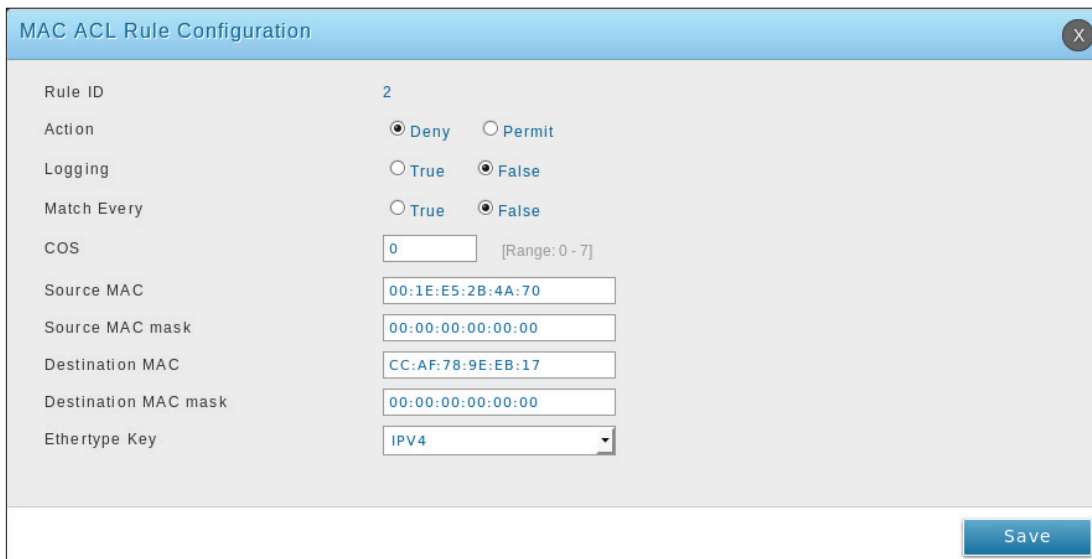 MAC ACL Rule Configuration
X
Rule ID 2
Action Deny Permit
Logging True False
Match Every True False
COS 0 [Range: 0 - 7]
Source MAC 00:1E:E5:2B:4A:70
Source MAC mask 00:00:00:00:00:00
Destination MAC CC:AF:78:9E:EB:17
Destination MAC mask 00:00:00:00:00:00
Ethertype Key IPV4
Save